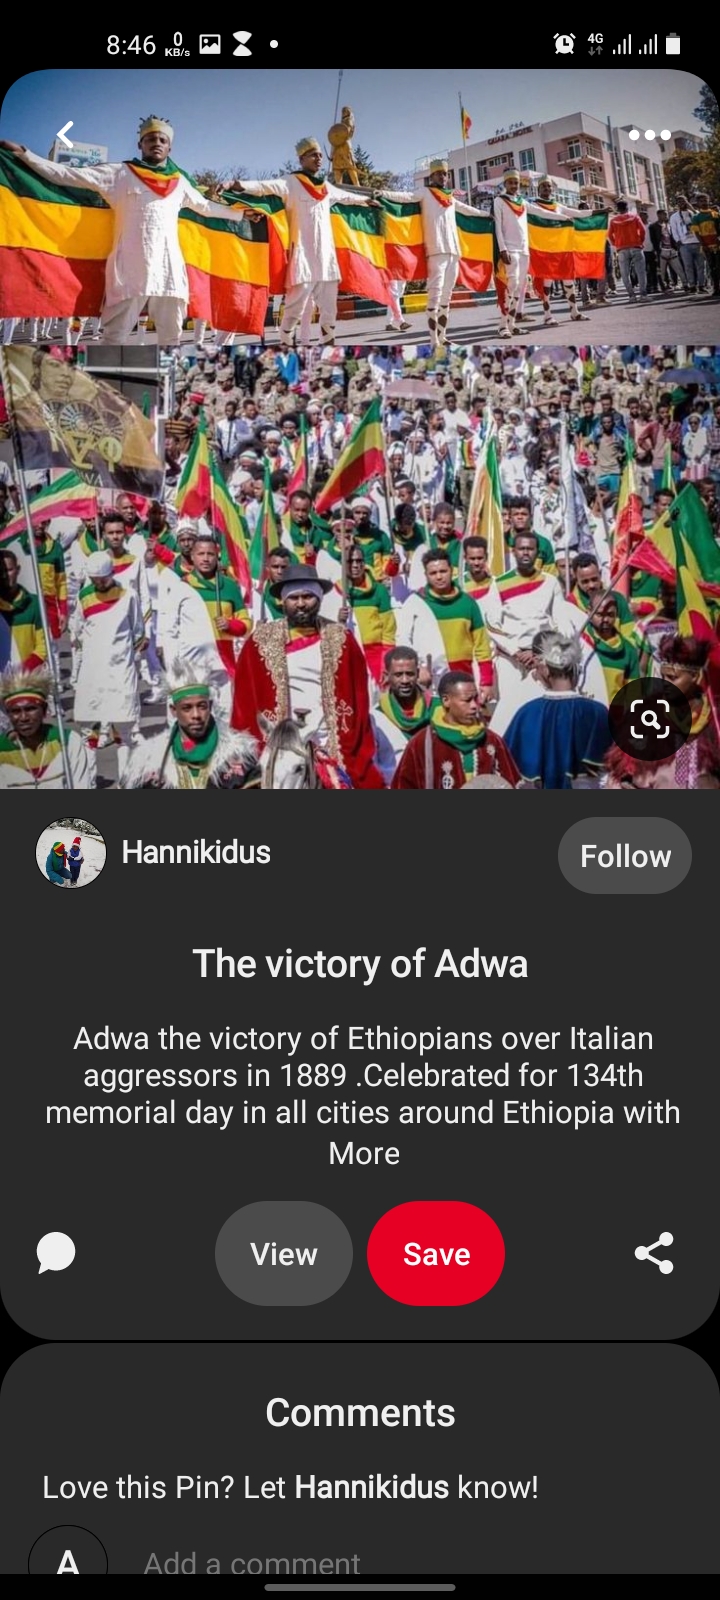 8:46
0
KB/s
4G
Hannikidus
Follow
The victory of Adwa
Adwa the victory of Ethiopians over Italian
aggressors in 1889 .Celebrated for 134th
memorial day in all cities around Ethiopia with
More
View
Save
Comments
Love this Pin? Let Hannikidus know!
A
Add a comment